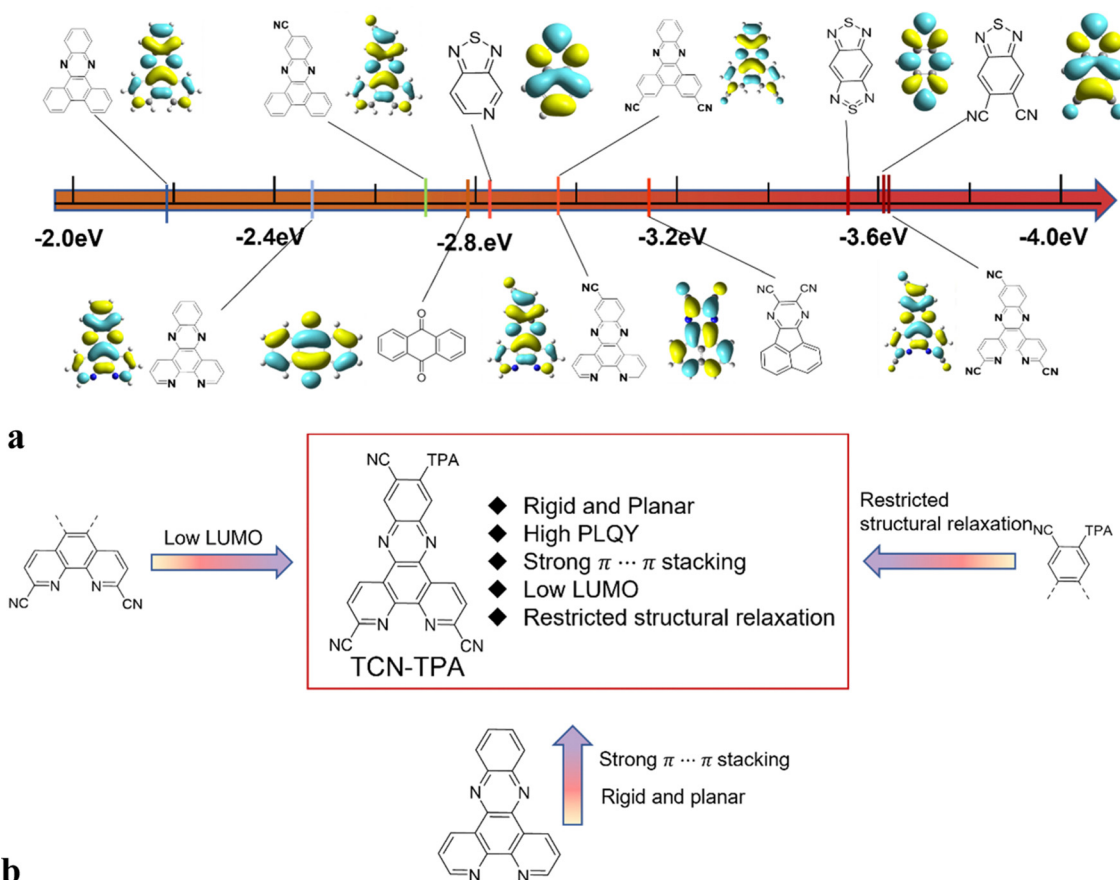 NC
S
N N
N N
N
N N
NC CN
S
N N
N N
S
S
N N
NC CN
-2.0eV
-2.4eV
-2.8.eV
-3.2eV
-3.6eV
-4.0eV
N N
N N
O
O
NC
N N
N N
NC CN
N N
NC
N N
N N
NC CN
a
NC TPA
N N
N N
NC CN
TCN-TPA
◆ Rigid and Planar
◆ High PLQY
◆ Strong π ⋯ π stacking
◆ Low LUMO
◆ Restricted structural relaxation
N N
NC CN
Low LUMO
Restricted
structural relaxation
NC TPA
N N
N N
Strong π ⋯ π stacking
Rigid and planar
b